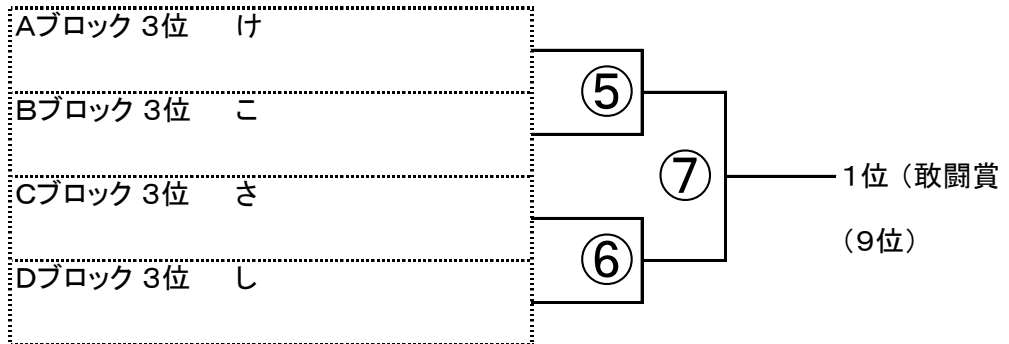 Aブロック 3位 け
⑤
Bブロック 3位 こ
⑦
1位（敢闘賞
Cブロック 3位 さ
（9位）
⑥
Dブロック 3位 し